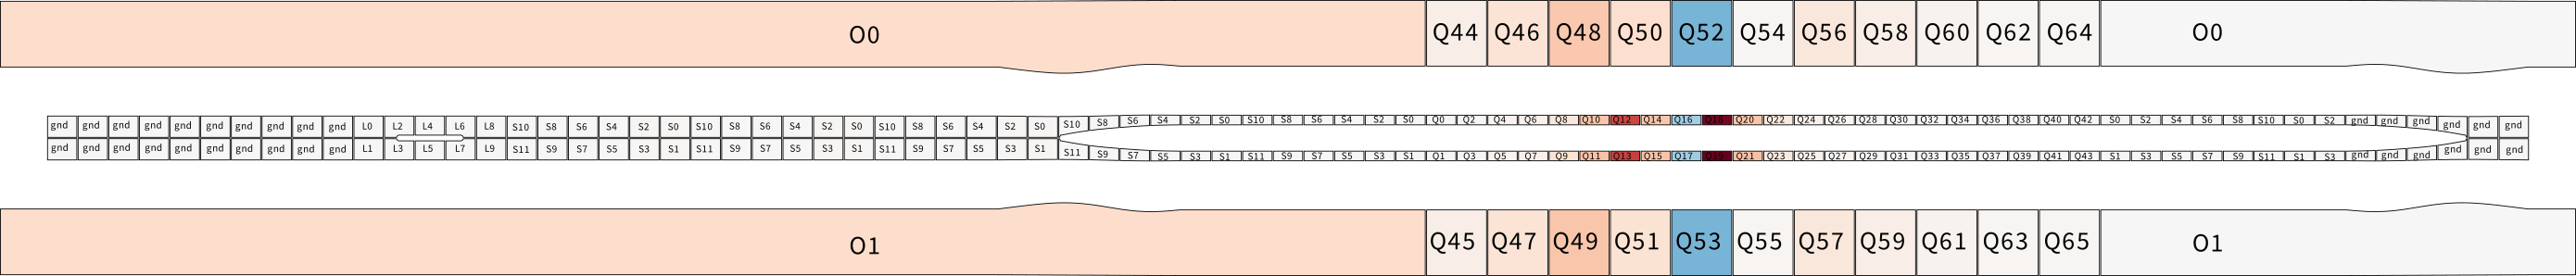 O0 Q44 Q46 Q48 Q50 Q52 Q54 Q56 Q58 Q60 Q62 Q64 O0
gnd gnd gnd gnd gnd gnd gnd gnd gnd gnd L0 L2 L4 L6 L8 S10 S8 S6 S4 S2 S0 S10 S8 S6 S4 S2 S0 S10 S8 S6 S4 S2 S0 S10 S8 S6 S4 S2 S0 S10 S8 S6 S4 S2 S0 Q0 Q2 Q4 Q6 Q8 Q10 Q12 Q14 Q16 Q18 Q20 Q22 Q24 Q26 Q28 Q30 Q32 Q34 Q36 Q38 Q40 Q42 S0 S2 S4 S6 S8 S10 S0 S2 gnd gnd gnd gnd gnd gnd
gnd gnd gnd gnd gnd gnd gnd gnd gnd gnd L1 L3 L5 L7 L9 S11 S9 S7 S5 S3 S1 S11 S9 S7 S5 S3 S1 S11 S9 S7 S5 S3 S1 S11 S9 S7 S5 S3 S1 S11 S9 S7 S5 S3 S1 Q1 Q3 Q5 Q7 Q9 Q11 Q13 Q15 Q17 Q19 Q21 Q23 Q25 Q27 Q29 Q31 Q33 Q35 Q37 Q39 Q41 Q43 S1 S3 S5 S7 S9 S11 S1 S3 gnd gnd gnd gnd gnd gnd
O1 Q45 Q47 Q49 Q51 Q53 Q55 Q57 Q59 Q61 Q63 Q65 O1